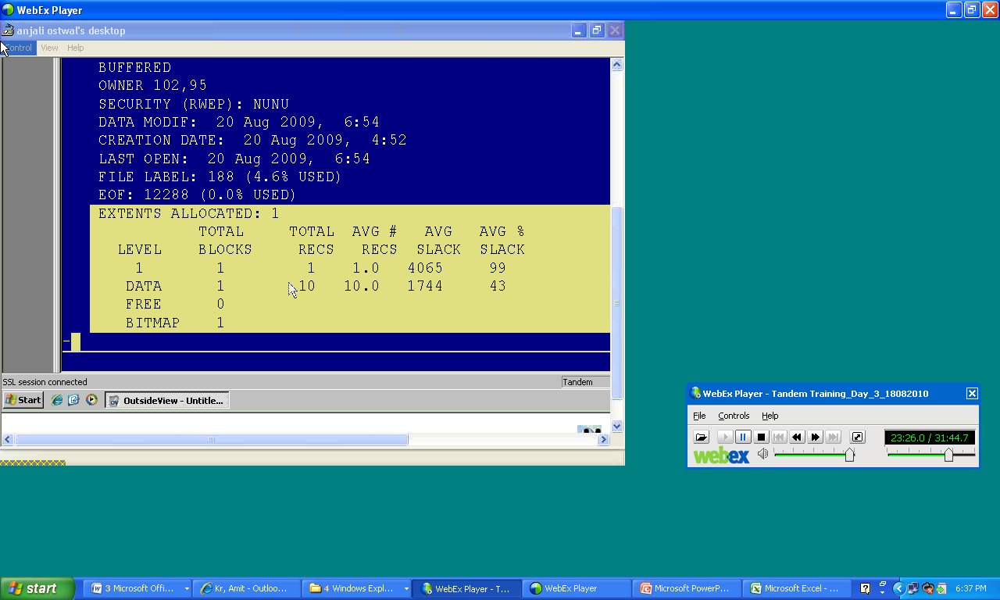 WebEx Player
anjali ostwal's desktop
Control View Help
BUFFERED
OWNER 102,95
SECURITY (RWEP): NUNU
DATA MODIF: 20 Aug 2009, 6:54
CREATION DATE: 20 Aug 2009, 4:52
LAST OPEN: 20 Aug 2009, 6:54
FILE LABEL: 188 (4.6% USED)
EOF: 12288 (0.0% USED)
EXTENTS ALLOCATED: 1
TOTAL TOTAL AVG # AVG AVG %
LEVEL BLOCKS RECS RECS SLACK SLACK
1 1 1 1.0 4065 99
DATA 1 10 10.0 1744 43
FREE 0
BITMAP 1
-
SSL session connected Tandem
Start OutsideView - Untitle...
WebEx Player - Tandem Training_Day_3_18082010
File Controls Help
23:26.0 / 31:44.7
webex
start 3 Microsoft Offi... Kr, Amit - Outloo... 4 Windows Expl... WebEx Player - T... WebEx Player Microsoft PowerP... Microsoft Excel - ... 6:37 PM